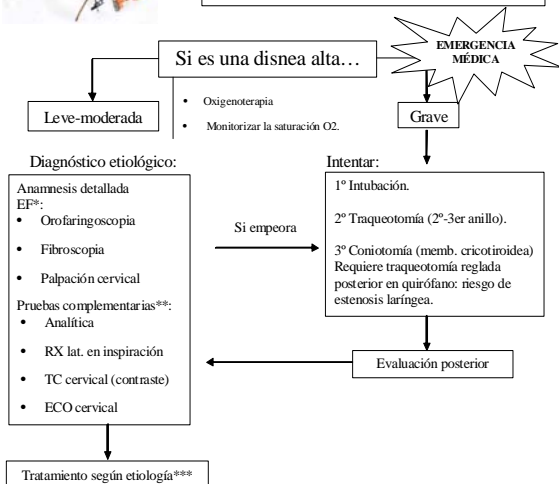 Si es una disnea alta…
EMERGENCIA
MÉDICA
Leve-moderada
• Oxigenoterapia
• Monitorizar la saturación O2.
Grave
Diagnóstico etiológico:
Anamnesis detallada
EF*:
• Orofaringoscopia
• Fibroscopia
• Palpación cervical
Pruebas complementarias**:
• Analítica
• RX lat. en inspiración
• TC cervical (contraste)
• ECO cervical
Si empeora
Intentar:
1º Intubación.
2º Traqueotomía (2º-3er anillo).
3º Coniotomía (memb. cricotiroidea)
Requiere traqueotomía reglada
posterior en quirófano: riesgo de
estenosis laríngea.
Evaluación posterior
Tratamiento según etiología***